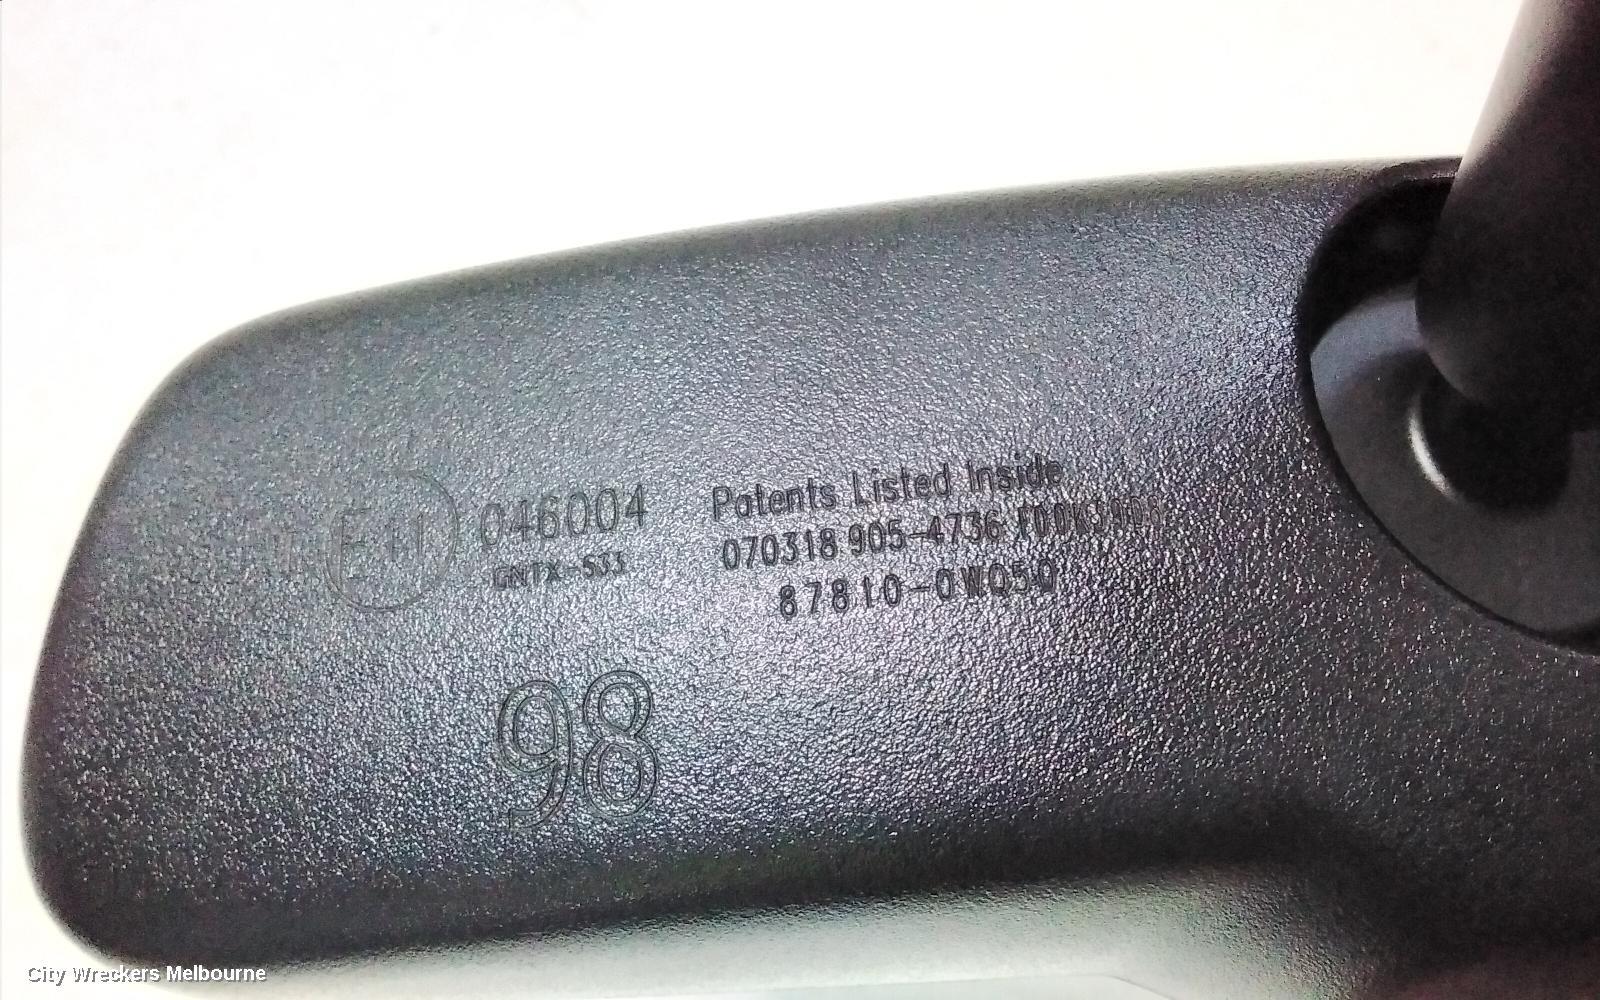 E11 046004
GNTX-533
Patents Listed Inside
070318 905-4736
87810-0WQ50
98
City Wreckers Melbourne